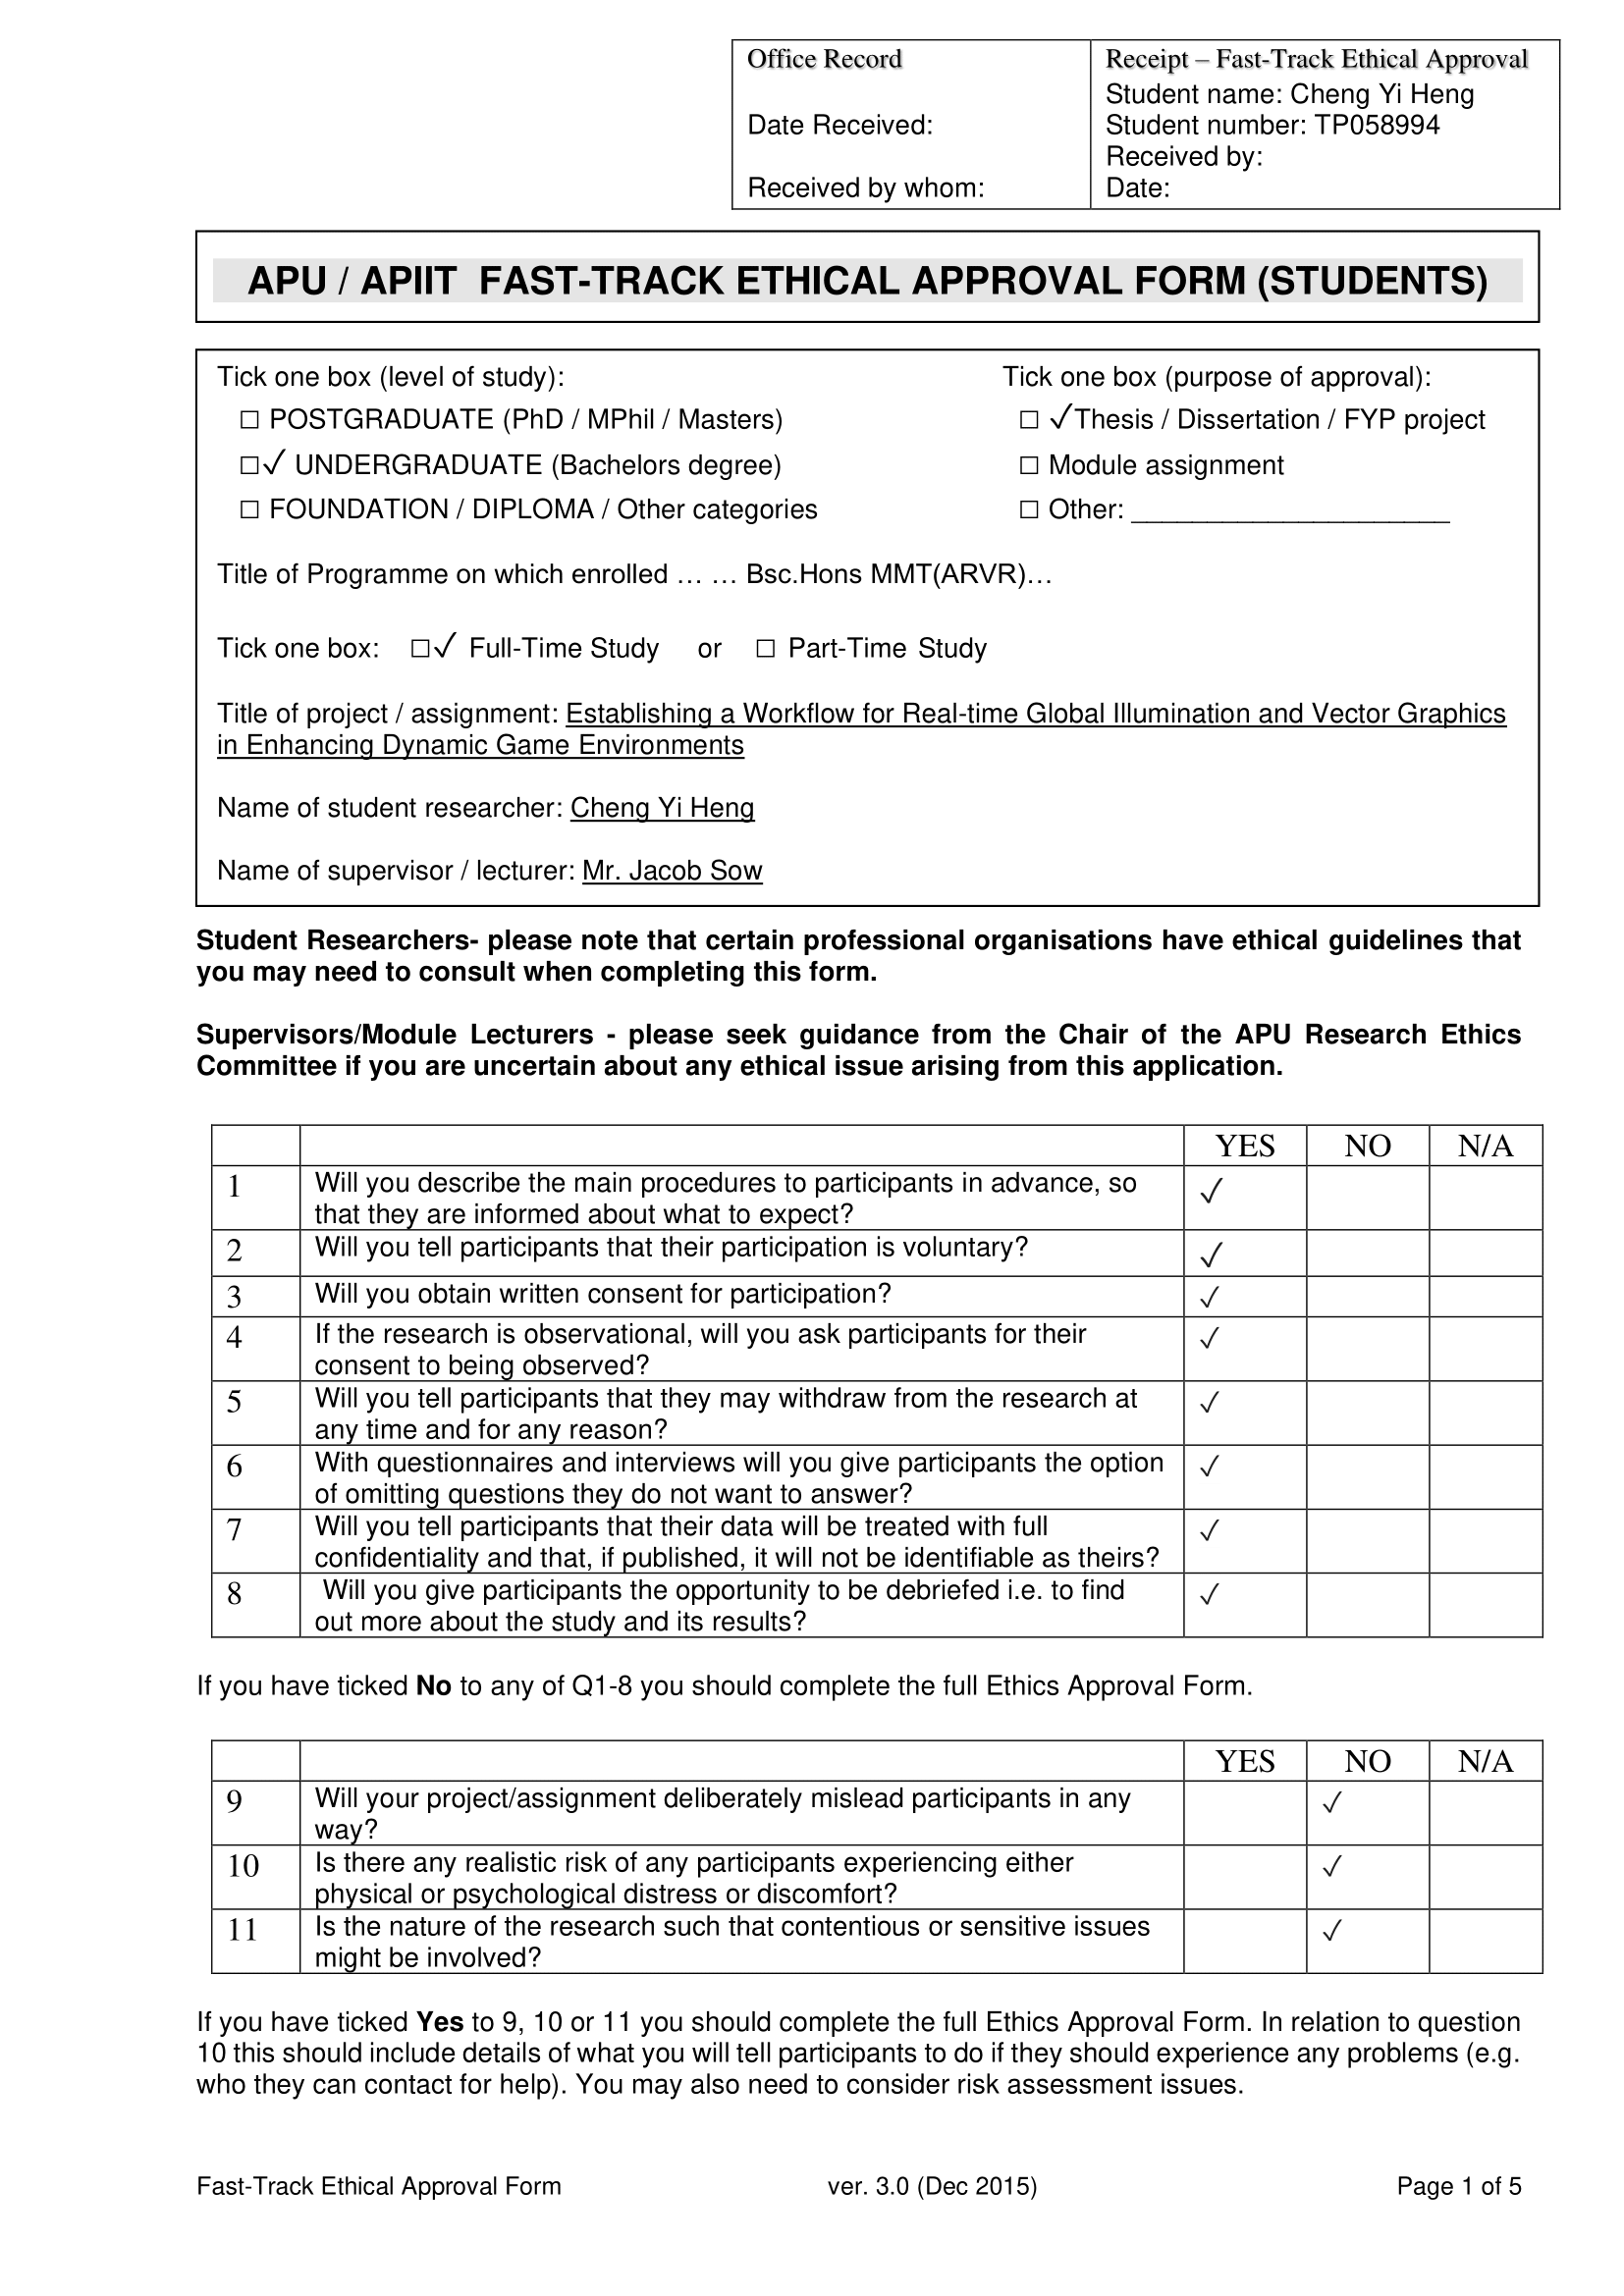 Office Record
Date Received:
Received by whom:
Receipt – Fast-Track Ethical Approval
Student name: Cheng Yi Heng
Student number: TP058994
Received by:
Date:
APU / APIIT  FAST-TRACK ETHICAL APPROVAL FORM (STUDENTS)
Tick one box (level of study):
☐ POSTGRADUATE (PhD / MPhil / Masters)
☐✓ UNDERGRADUATE (Bachelors degree)
☐ FOUNDATION / DIPLOMA / Other categories
Tick one box (purpose of approval):
☐ ✓Thesis / Dissertation / FYP project
☐ Module assignment
☐ Other: _____________________
Title of Programme on which enrolled … … Bsc.Hons MMT(ARVR)…
Tick one box: ☐✓ Full-Time Study or ☐ Part-Time Study
Title of project / assignment: Establishing a Workflow for Real-time Global Illumination and Vector Graphics
in Enhancing Dynamic Game Environments
Name of student researcher: Cheng Yi Heng
Name of supervisor / lecturer: Mr. Jacob Sow
Student Researchers- please note that certain professional organisations have ethical guidelines that
you may need to consult when completing this form.
Supervisors/Module Lecturers - please seek guidance from the Chair of the APU Research Ethics
Committee if you are uncertain about any ethical issue arising from this application.
YES NO N/A
1 Will you describe the main procedures to participants in advance, so ✓
that they are informed about what to expect?
2 Will you tell participants that their participation is voluntary? ✓
3 Will you obtain written consent for participation? ✓
4 If the research is observational, will you ask participants for their ✓
consent to being observed?
5 Will you tell participants that they may withdraw from the research at ✓
any time and for any reason?
6 With questionnaires and interviews will you give participants the option ✓
of omitting questions they do not want to answer?
7 Will you tell participants that their data will be treated with full ✓
confidentiality and that, if published, it will not be identifiable as theirs?
8 Will you give participants the opportunity to be debriefed i.e. to find ✓
out more about the study and its results?
If you have ticked No to any of Q1-8 you should complete the full Ethics Approval Form.
YES NO N/A
9 Will your project/assignment deliberately mislead participants in any ✓
way?
10 Is there any realistic risk of any participants experiencing either ✓
physical or psychological distress or discomfort?
11 Is the nature of the research such that contentious or sensitive issues ✓
might be involved?
If you have ticked Yes to 9, 10 or 11 you should complete the full Ethics Approval Form. In relation to question
10 this should include details of what you will tell participants to do if they should experience any problems (e.g.
who they can contact for help). You may also need to consider risk assessment issues.
Fast-Track Ethical Approval Form ver. 3.0 (Dec 2015) Page 1 of 5